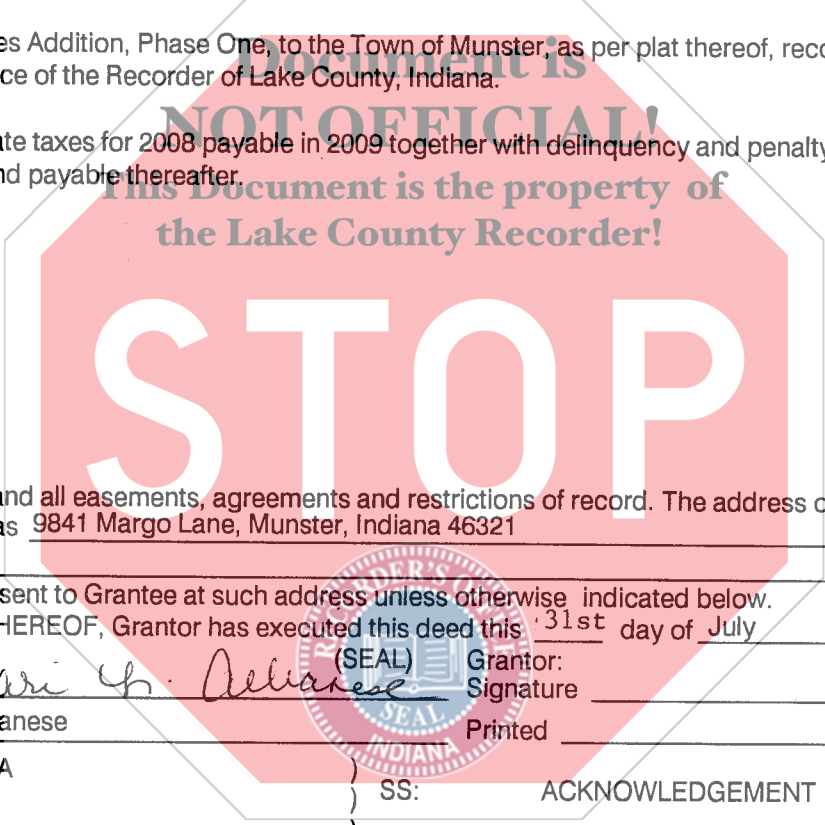 es Addition, Phase One, to the Town of Munster, as per plat thereof, reco
Document is
ce of the Recorder of Lake County, Indiana.
NOT OFFICIAL!
te taxes for 2008 payable in 2009 together with delinquency and penalty
nd payable thereafter.
This Document is the property of
the Lake County Recorder!
STOP
and all easements, agreements and restrictions of record. The address o
as 9841 Margo Lane, Munster, Indiana 46321
sent to Grantee at such address unless otherwise indicated below.
HEREOF, Grantor has executed this deed this 31st day of July
RECORDER'S OFFICE
(SEAL) Grantor:
ari Albanese Signature
SEAL
anese Printed
INDIANA
A
SS: ACKNOWLEDGEMENT